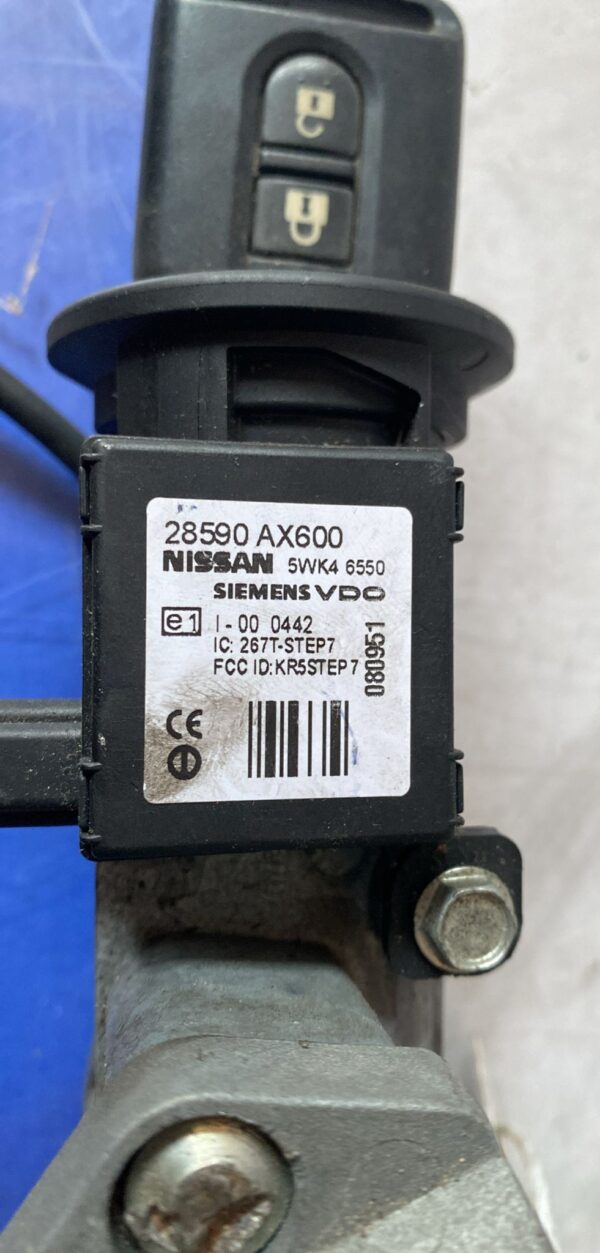 28590 AX600
NISSAN 5WK4 6550
SIEMENS VDO
e1 I-00 0442
IC: 267T-STEP7
FCC ID:KR5STEP7
080951
CE